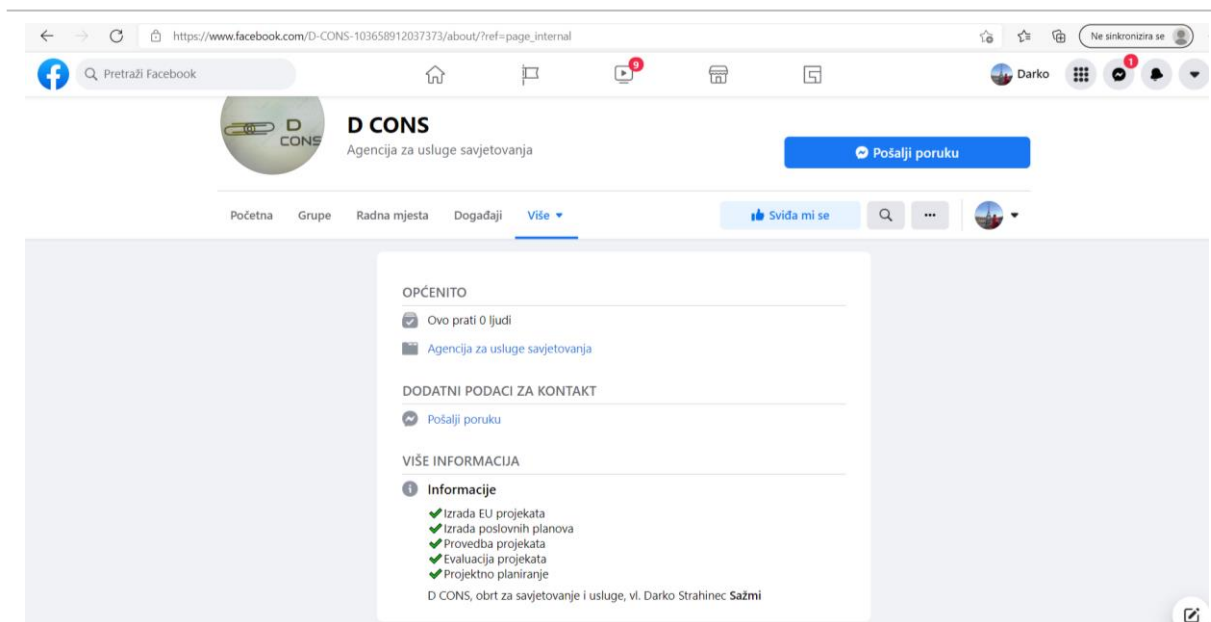 https://www.facebook.com/D-CONS-103658912037373/about/?ref=page_internal
Ne sinkronizira se
Pretraži Facebook
9
Darko
1
D
CONS
D CONS
Agencija za usluge savjetovanja
Pošalji poruku
Početna Grupe Radna mjesta Događaji Više
Sviđa mi se
OPĆENITO
Ovo prati 0 ljudi
Agencija za usluge savjetovanja
DODATNI PODACI ZA KONTAKT
Pošalji poruku
VIŠE INFORMACIJA
Informacije
Izrada EU projekata
Izrada poslovnih planova
Provedba projekata
Evaluacija projekata
Projektno planiranje
D CONS, obrt za savjetovanje i usluge, vl. Darko Strahinec Sažmi